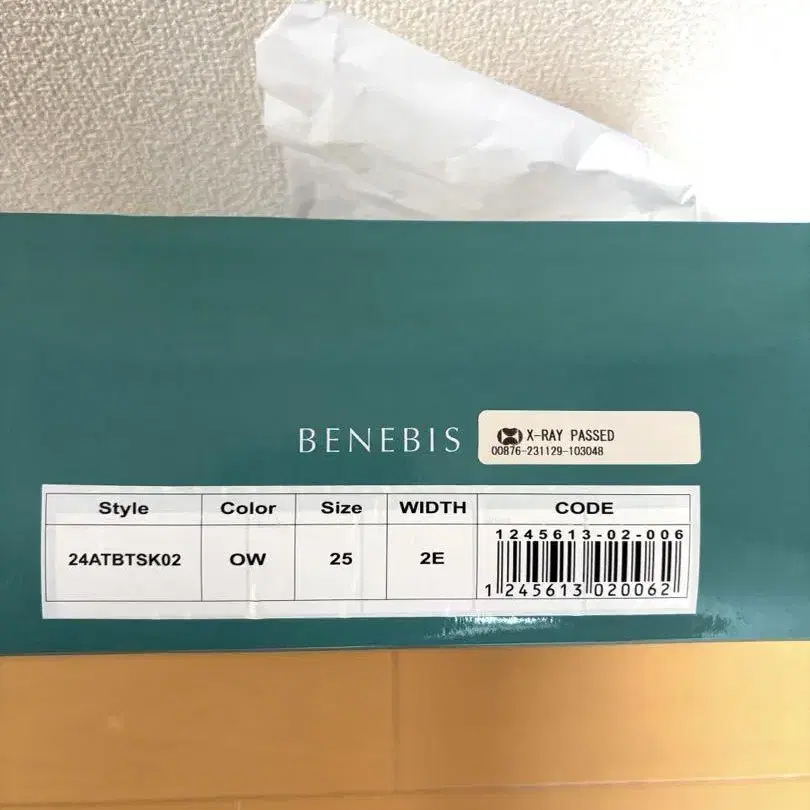 BENEBIS
X-RAY PASSED
00876-231129-103048
Style Color Size WIDTH CODE
24ATBTSK02 OW 25 2E
1245613-02-006
1245613020062